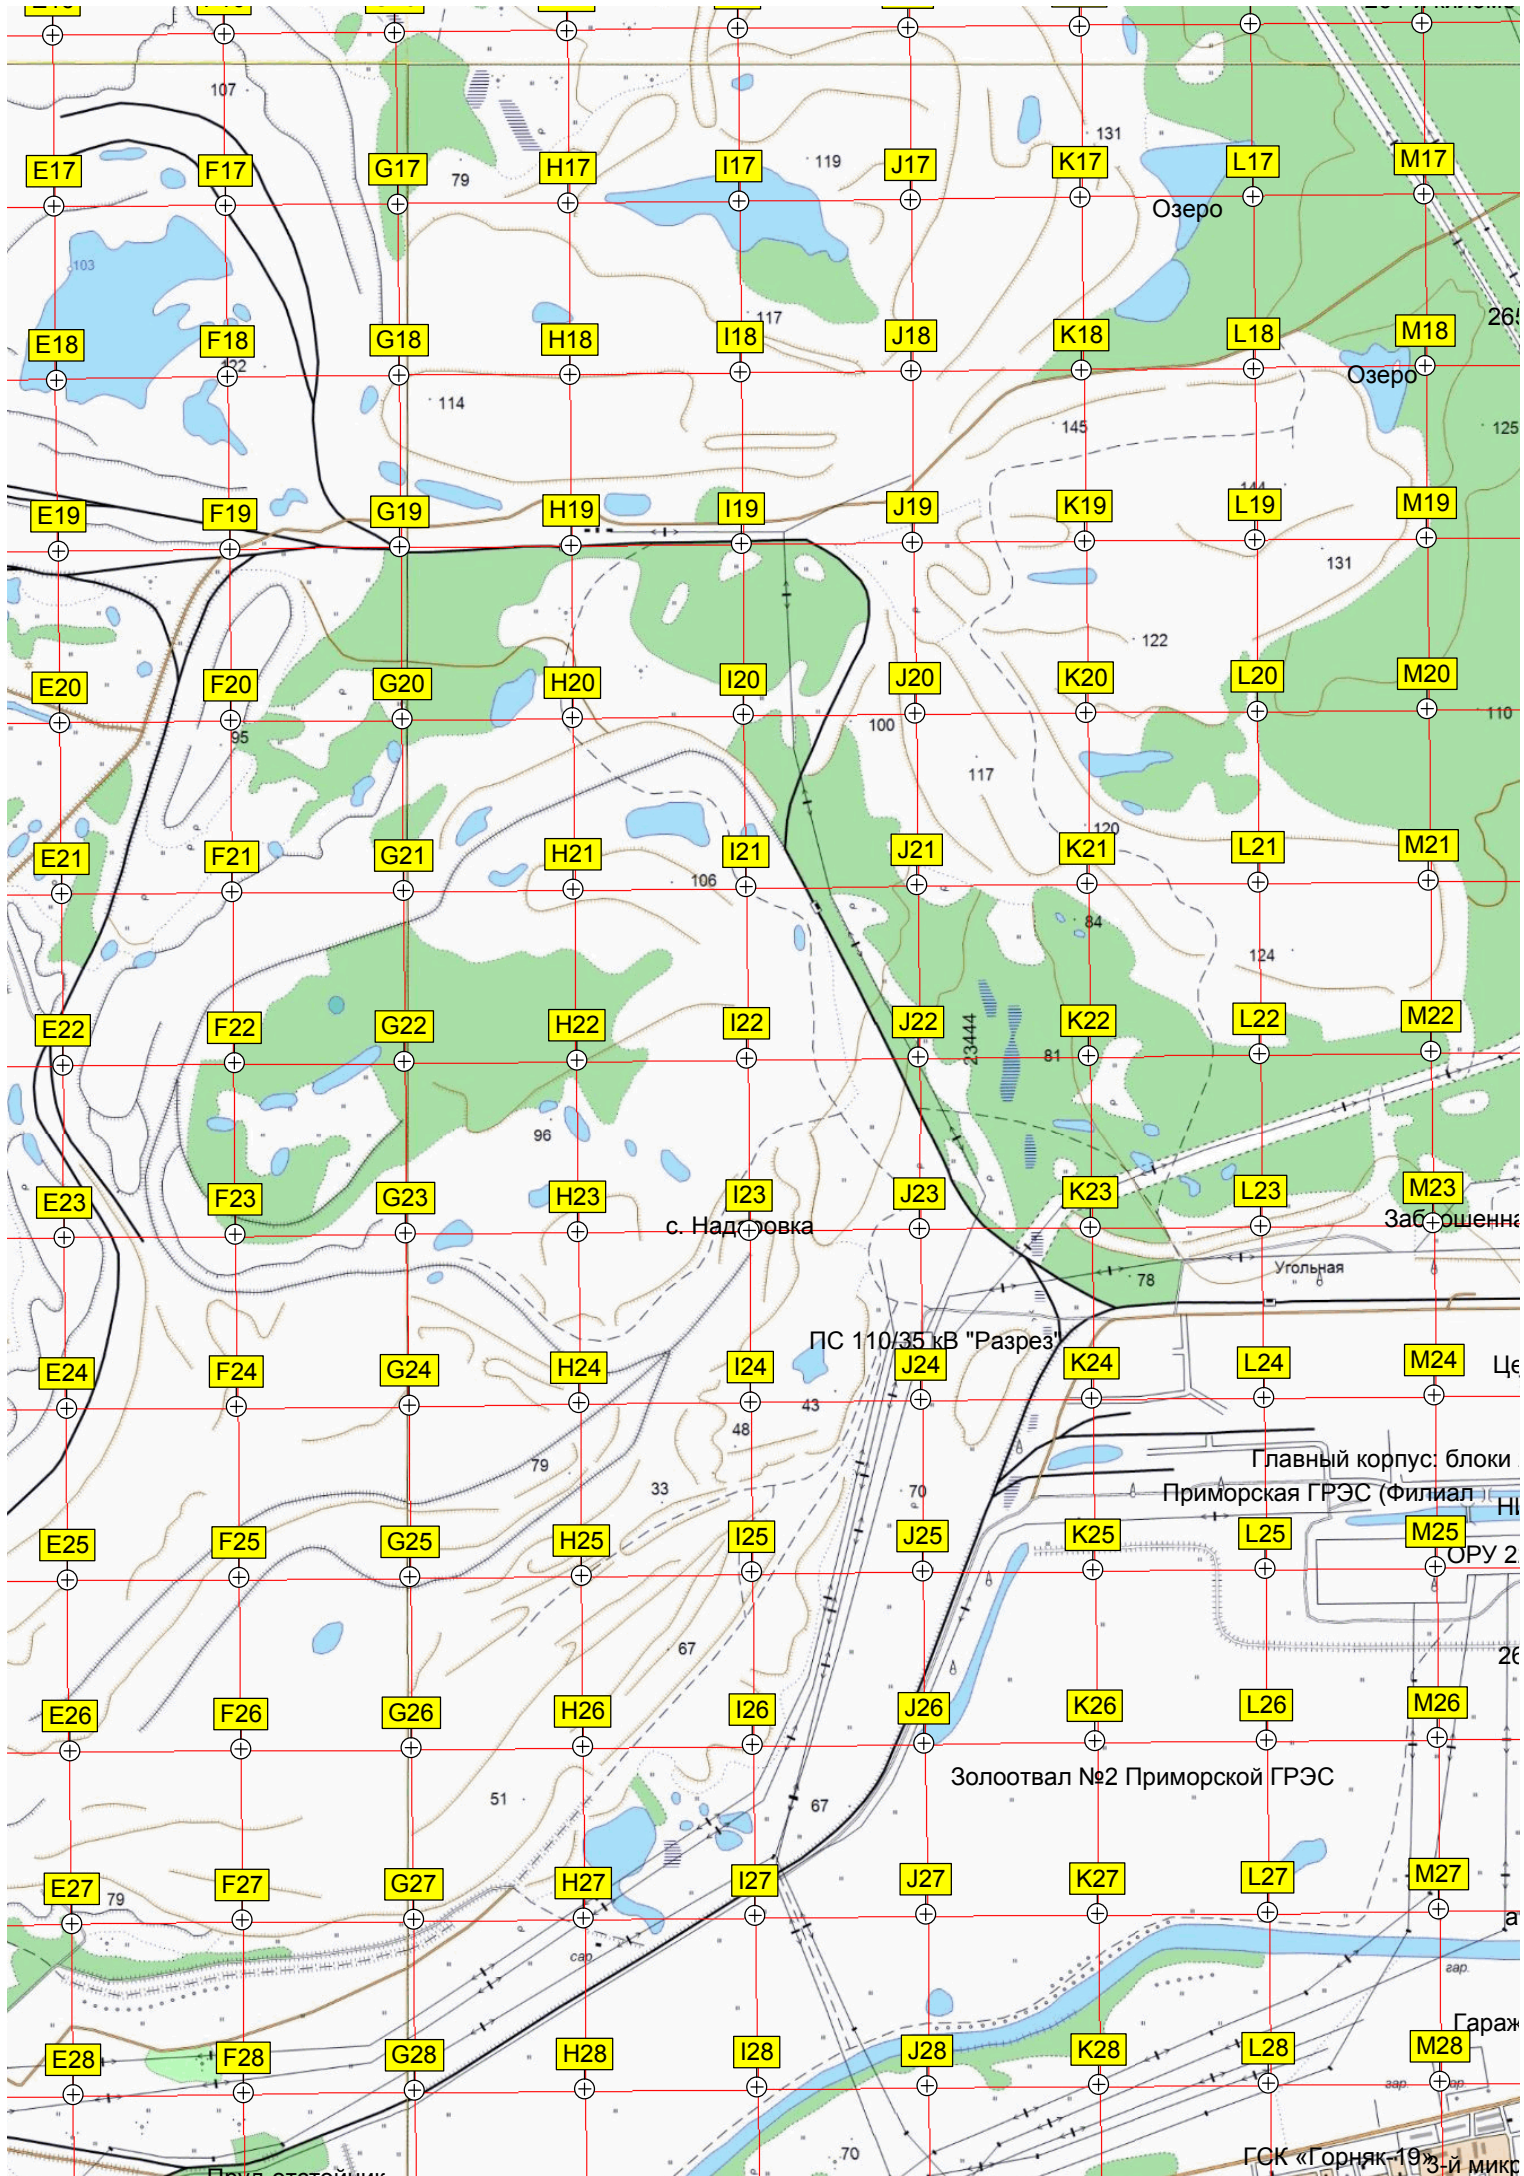 107
131
E17 F17 G17 H17 I17 J17 K17 L17 M17
79
119
Озеро
103
117
E18 F18 G18 H18 I18 J18 K18 L18 M18
122
Озеро
114
145
125
E19 F19 G19 H19 I19 J19 K19 L19 M19
131
122
E20 F20 G20 H20 I20 J20 K20 L20 M20
95
100
110
117
120
E21 F21 G21 H21 I21 J21 K21 L21 M21
106
84
124
E22 F22 G22 H22 I22 J22 K22 L22 M22
23444
81
96
E23 F23 G23 H23 I23 J23 K23 L23 M23
78
Угольная
ПС 110/35 кВ "Разрез"
E24 F24 G24 H24 I24 J24 K24 L24 M24
43
48
79
33
70
Главный корпус: блоки
Приморская ГРЭС (Филиал
E25 F25 G25 H25 I25 J25 K25 L25 M25
ОРУ 2
67
E26 F26 G26 H26 I26 J26 K26 L26 M26
Золоотвал №2 Приморской ГРЭС
51
67
E27 F27 G27 H27 I27 J27 K27 L27 M27
79
сар.
гар.
E28 F28 G28 H28 I28 J28 K28 L28 M28
гар.
70
ГСК «Горняк-19»
3-й микр